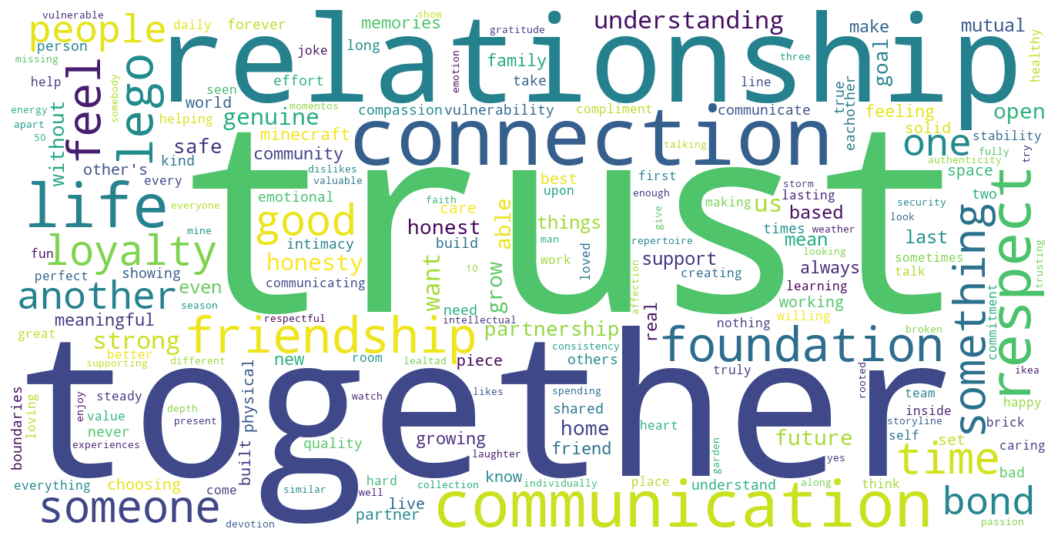 vulnerable
daily
forever
people
relationship
memories
show
gratitude
understanding
make
mutual
missing
person
feel
lego
joke
long
effort
seen
family
take
emotion
line
three
goal
healthy
help
energy
apart
50
somebody
world
helping
genuine
momentos
compassion
vulnerability
compliment
communicate
true
eachother
feeling
solid
open
without
safe
minecraft
connection
talking
one
stability
fully
try
authenticity
other's
kind
every
community
dislikes
valuable
trust
best
upon
first
enough
making
us
storm
lasting
space
two
security
life
everyone
mine
emotional
faith
good
care
able
honest
things
man
give
times
based
weather
mean
look
last
respect
fun
loyalty
intimacy
build
honesty
want
grow
10
work
loved
repertoire
support
creating
looking
always
sometimes
talk
something
trusting
perfect
showing
even
communicating
affection
learning
working
commitment
another
season
respectful
need
intellectual
real
nothing
willing
broken
meaningful
great
strong
friendship
partnership
foundation
supporting
better
different
new
room
lealtad
piece
consistency
others
truly
rooted
ikea
together
boundaries
loving
enjoy
steady
value
never
experiences
depth
present
physical
built
watch
likes
spending
shared
home
friend
heart
garden
inside
team
storyline
self
brick
happy
quality
growing
laughter
future
yes
set
time
caring
everything
choosing
come
similar
hard
well
collection
know
individually
place
understand
along
think
bad
someone
devotion
live
partner
communication
bond
passion